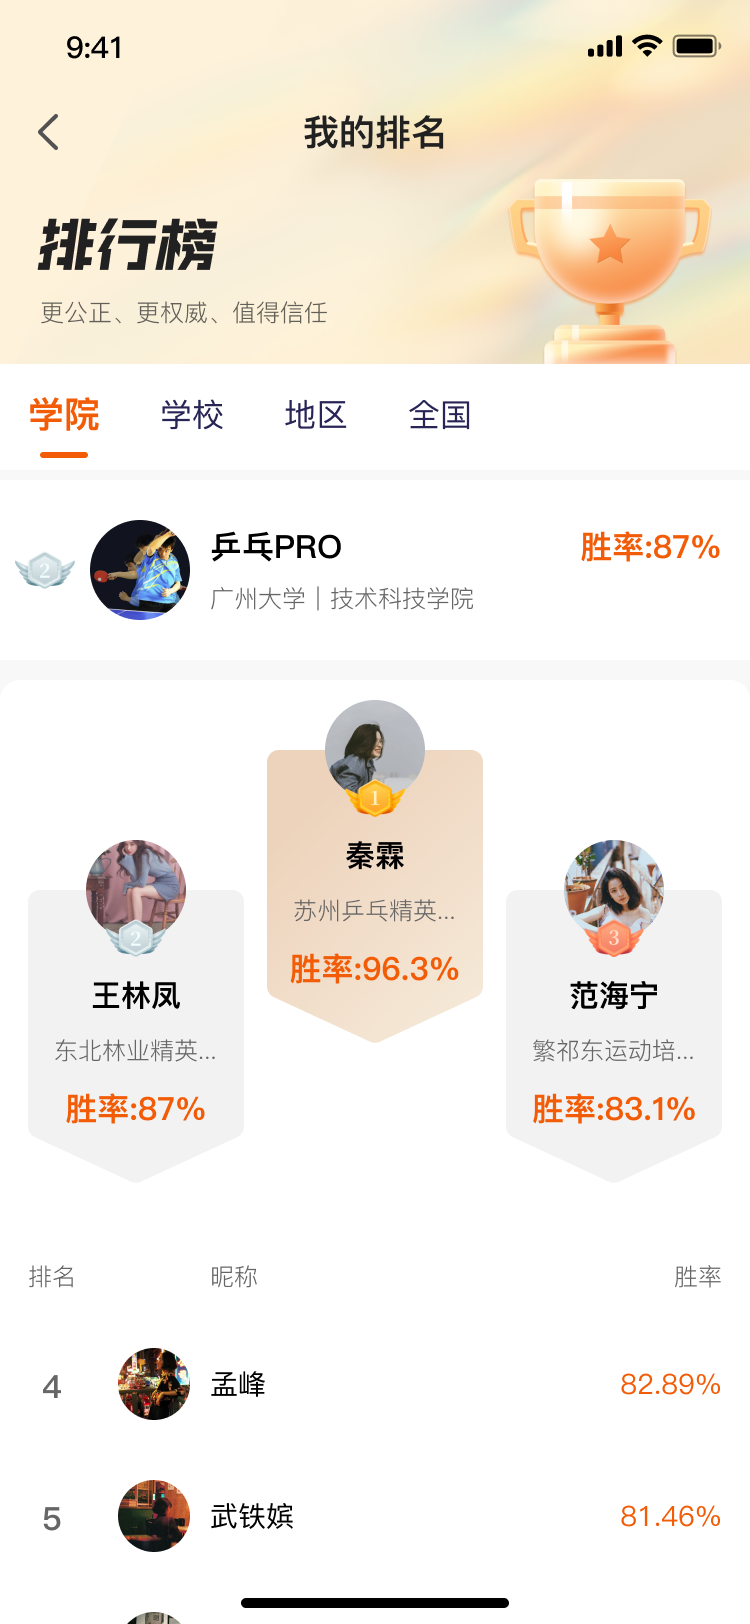 9:41
我的排名
排行榜
更公正、更权威、值得信任
学院 学校 地区 全国
2
乒乓PRO 胜率:87%
广州大学｜技术科技学院
1
秦霖
苏州乒乓精英...
胜率:96.3%
2
王林凤
东北林业精英...
胜率:87%
3
范海宁
繁祁东运动培...
胜率:83.1%
排名 昵称 胜率
4 孟峰 82.89%
5 武铁嫔 81.46%